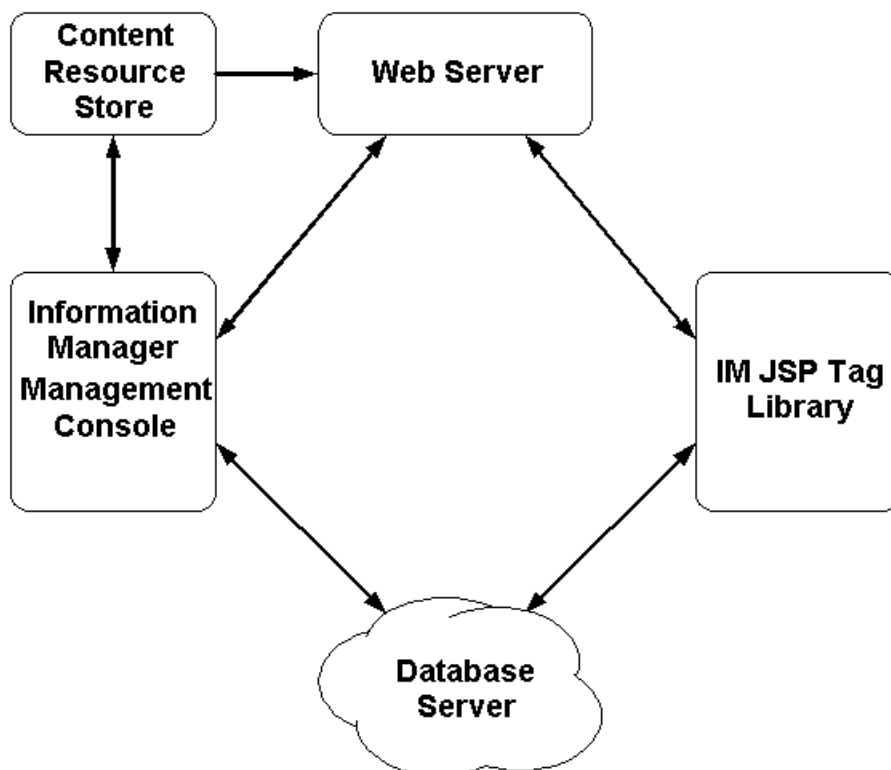 Content
Resource
Store
Web Server
Information
Manager
Management
Console
IM JSP Tag
Library
Database
Server